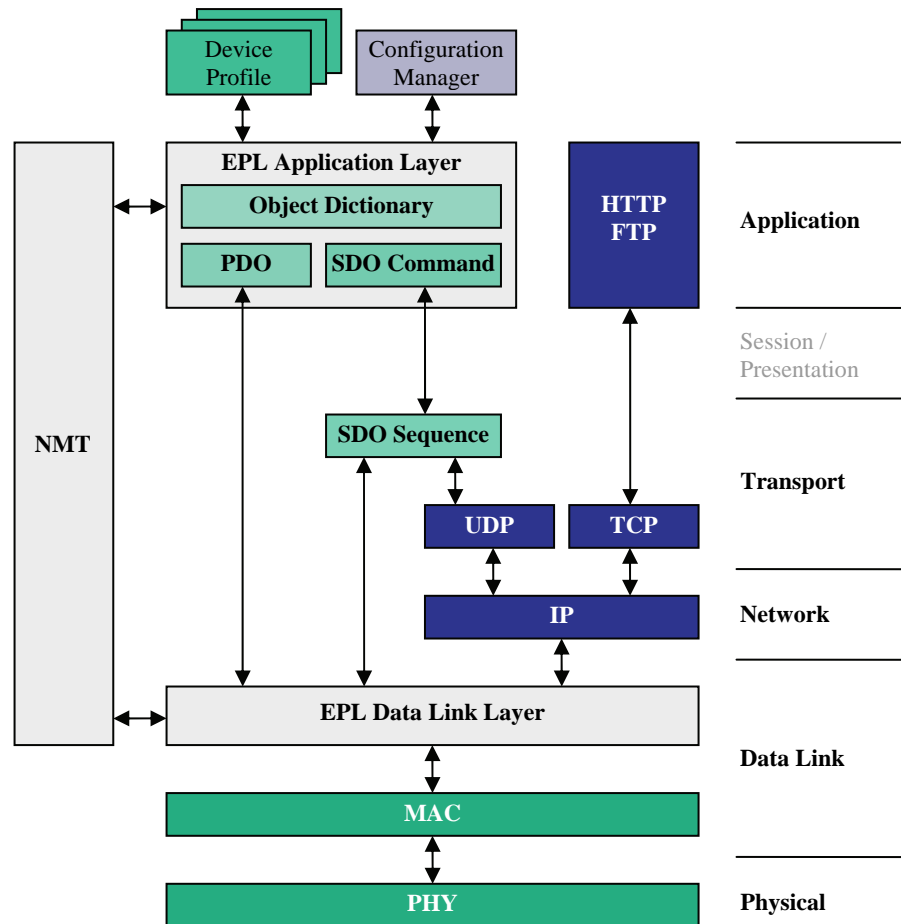 Device
Profile
Configuration
Manager
EPL Application Layer
Object Dictionary
PDO
SDO Command
HTTP
FTP
Application
Session /
Presentation
NMT
SDO Sequence
Transport
UDP
TCP
IP
Network
EPL Data Link Layer
Data Link
MAC
PHY
Physical